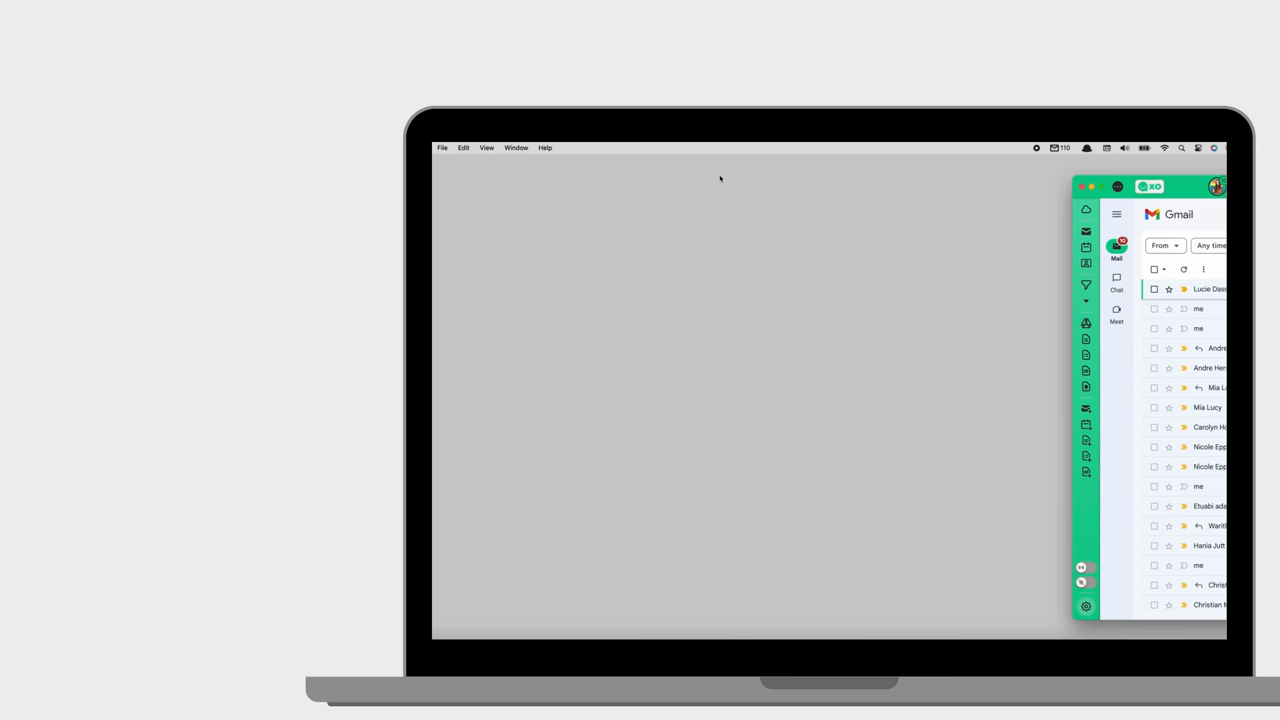 File Edit View Window Help 110
XO
Gmail
From Any time
10
Mail
Lucie Dass
Chat
me
Meet
me
Andre
Andre Her
Mia L
Mia Lucy
Carolyn Ho
Nicole Epp
Nicole Epp
me
Etuabi ada
Warit
Hania Jutt
me
Christ
Christian M